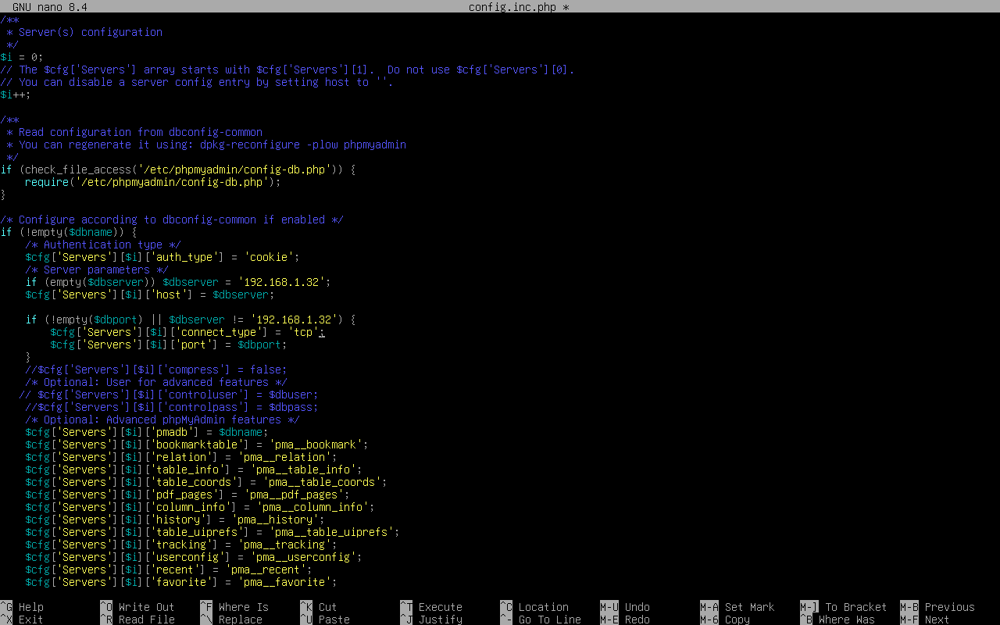 GNU nano 8.4 config.inc.php *
/**
 * Server(s) configuration
 */
$i = 0;
// The $cfg['Servers'] array starts with $cfg['Servers'][1].  Do not use $cfg['Servers'][0].
// You can disable a server config entry by setting host to ''.
$i++;

/**
 * Read configuration from dbconfig-common
 * You can regenerate it using: dpkg-reconfigure -plow phpmyadmin
 */
if (check_file_access('/etc/phpmyadmin/config-db.php')) {
    require('/etc/phpmyadmin/config-db.php');
}

/* Configure according to dbconfig-common if enabled */
if (!empty($dbname)) {
    /* Authentication type */
    $cfg['Servers'][$i]['auth_type'] = 'cookie';
    /* Server parameters */
    if (empty($dbserver)) $dbserver = '192.168.1.32';
    $cfg['Servers'][$i]['host'] = $dbserver;

    if (!empty($dbport) || $dbserver != '192.168.1.32') {
        $cfg['Servers'][$i]['connect_type'] = 'tcp';
        $cfg['Servers'][$i]['port'] = $dbport;
    }
    //$cfg['Servers'][$i]['compress'] = false;
    /* Optional: User for advanced features */
   // $cfg['Servers'][$i]['controluser'] = $dbuser;
    //$cfg['Servers'][$i]['controlpass'] = $dbpass;
    /* Optional: Advanced phpMyAdmin features */
    $cfg['Servers'][$i]['pmadb'] = $dbname;
    $cfg['Servers'][$i]['bookmarktable'] = 'pma__bookmark';
    $cfg['Servers'][$i]['relation'] = 'pma__relation';
    $cfg['Servers'][$i]['table_info'] = 'pma__table_info';
    $cfg['Servers'][$i]['table_coords'] = 'pma__table_coords';
    $cfg['Servers'][$i]['pdf_pages'] = 'pma__pdf_pages';
    $cfg['Servers'][$i]['column_info'] = 'pma__column_info';
    $cfg['Servers'][$i]['history'] = 'pma__history';
    $cfg['Servers'][$i]['table_uiprefs'] = 'pma__table_uiprefs';
    $cfg['Servers'][$i]['tracking'] = 'pma__tracking';
    $cfg['Servers'][$i]['userconfig'] = 'pma__userconfig';
    $cfg['Servers'][$i]['recent'] = 'pma__recent';
    $cfg['Servers'][$i]['favorite'] = 'pma__favorite';

^G Help ^O Write Out ^F Where Is ^K Cut ^T Execute ^C Location M-U Undo M-A Set Mark M-] To Bracket M-B Previous
^X Exit ^R Read File ^\ Replace ^U Paste ^J Justify ^- Go To Line M-E Redo M-6 Copy ^B Where Was M-F Next